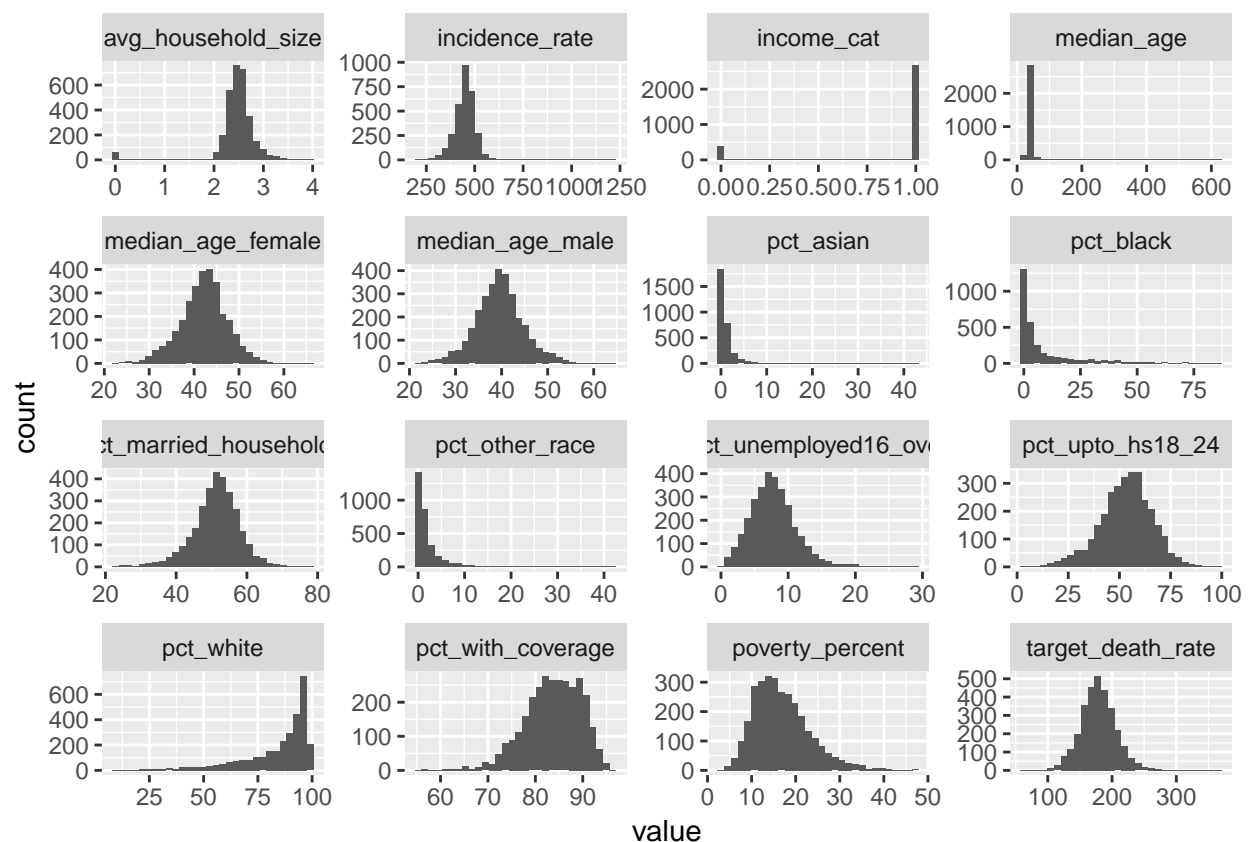 avg_household_size
incidence_rate
income_cat
median_age
600
400
200
0
0 1 2 3 4
1000
750
500
250
0
250 500 750 1000 1250
2000
1000
0
0.00 0.25 0.50 0.75 1.00
2000
1000
0
0 200 400 600
median_age_female
median_age_male
pct_asian
pct_black
400
300
200
100
0
20 30 40 50 60
400
300
200
100
0
20 30 40 50 60
1500
1000
500
0
0 10 20 30 40
1000
500
0
0 25 50 75
count
ct_married_household
pct_other_race
ct_unemployed16_ove
pct_upto_hs18_24
400
300
200
100
0
20 40 60 80
1000
500
0
0 10 20 30 40
400
300
200
100
0
0 10 20 30
300
200
100
0
0 25 50 75 100
pct_white
pct_with_coverage
poverty_percent
target_death_rate
600
400
200
0
25 50 75 100
200
100
0
60 70 80 90
300
200
100
0
0 10 20 30 40 50
500
400
300
200
100
0
100 200 300
value